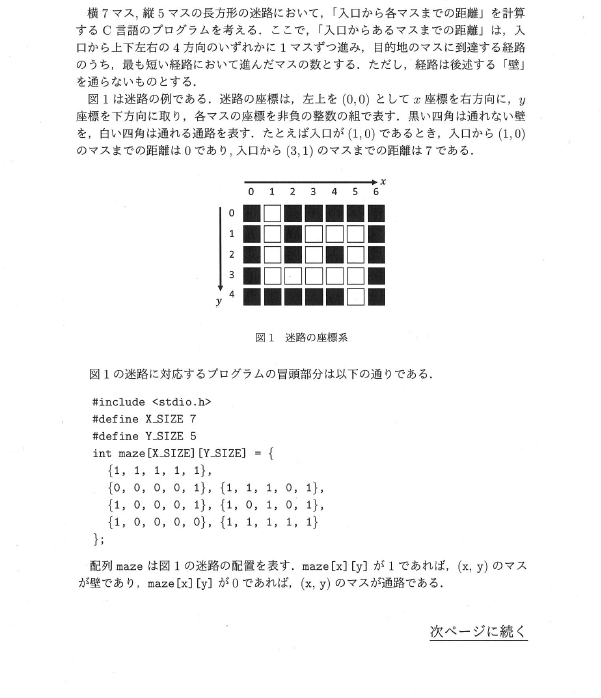 横 7 マス, 縦 5 マスの長方形の迷路において,「入口から各マスまでの距離」を計算
する C 言語のプログラムを考える. ここで,「入口からあるマスまでの距離」は, 入
口から上下左右の 4 方向のいずれかに 1 マスずつ進み, 目的地のマスに到達する経路
のうち, 最も短い経路において進んだマスの数とする. ただし, 経路は後述する「壁」
を通らないものとする.
図 1 は迷路の例である. 迷路の座標は, 左上を (0,0) として x 座標を右方向に, y
座標を下方向に取り, 各マスの座標を非負の整数の組で表す. 黒い四角は通れない壁
を, 白い四角は通れる通路を表す. たとえば入口が (1,0) であるとき, 入口から (1,0)
のマスまでの距離は 0 であり, 入口から (3,1) のマスまでの距離は 7 である.
x
0 1 2 3 4 5 6
0
1
2
3
4
y
図 1 迷路の座標系
図 1 の迷路に対応するプログラムの冒頭部分は以下の通りである.
#include <stdio.h>
#define X_SIZE 7
#define Y_SIZE 5
int maze[X_SIZE][Y_SIZE] = {
{1, 1, 1, 1, 1},
{0, 0, 0, 0, 1}, {1, 1, 1, 0, 1},
{1, 0, 0, 0, 1}, {1, 0, 1, 0, 1},
{1, 0, 0, 0, 0}, {1, 1, 1, 1, 1}
};
配列 maze は図 1 の迷路の配置を表す. maze[x][y] が 1 であれば, (x, y) のマス
が壁であり, maze[x][y] が 0 であれば, (x, y) のマスが通路である.
次ページに続く